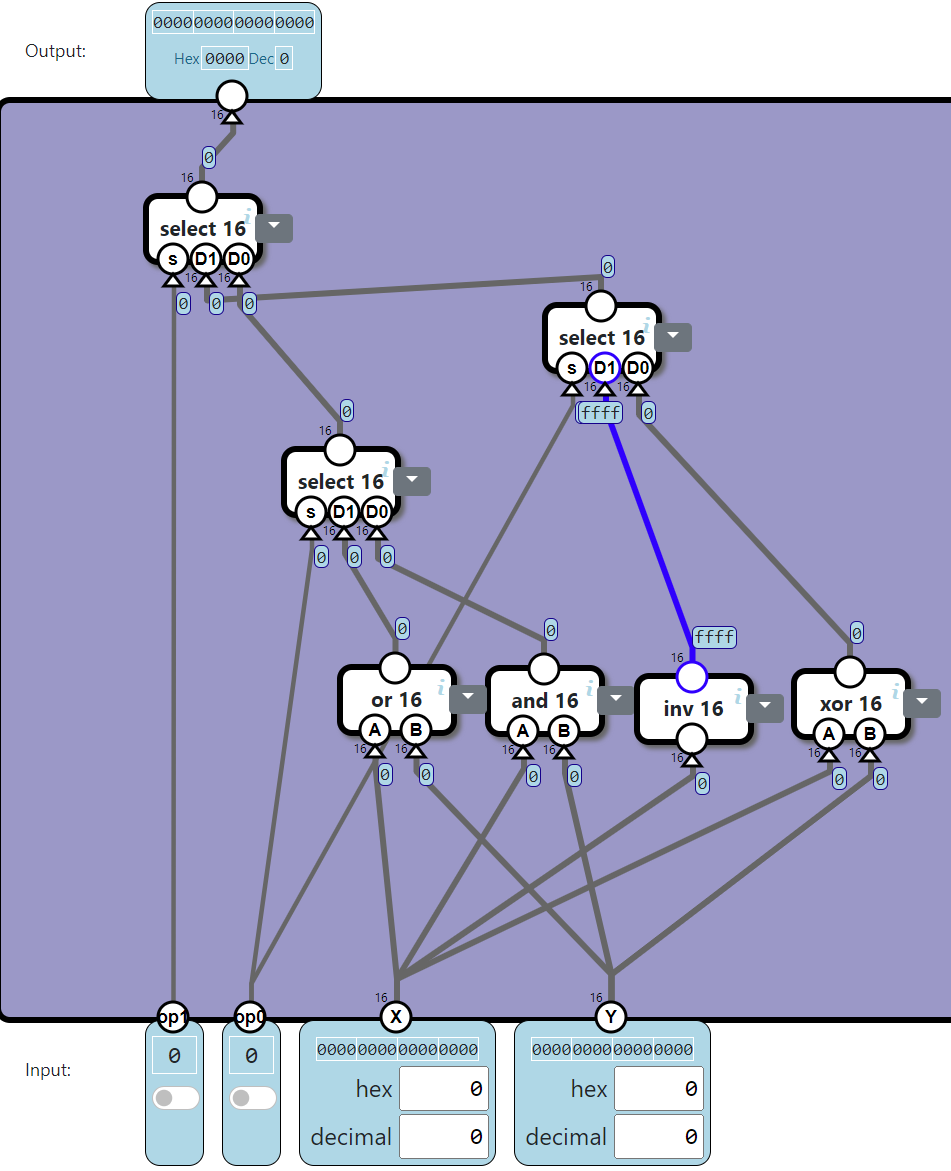 Output:
0000000000000000
Hex 0000 Dec 0
16
0
16
select 16 i
s D1 D0
16 16
0 0 0
0
16
select 16 i
s D1 D0
16 16
ffff 0
0
16
select 16 i
s D1 D0
16 16
0 0 0
0 0 ffff 0
16
or 16 i and 16 i inv 16 i xor 16 i
A B A B A B
16 16 16 16 16 16 16
0 0 0 0 0 0 0
16 16
op1 op0 X Y
Input:
0 0 0000000000000000 0000000000000000
hex 0 hex 0
decimal 0 decimal 0